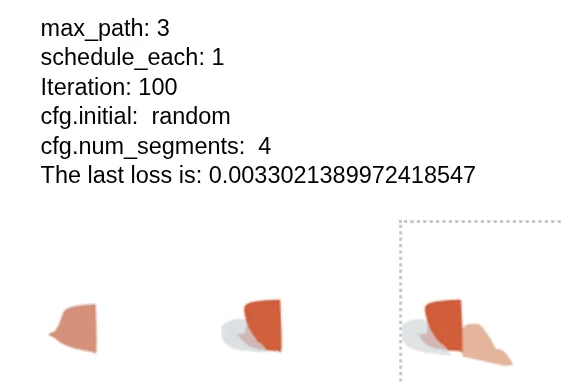 max_path: 3
schedule_each: 1
Iteration: 100
cfg.initial:  random
cfg.num_segments:  4
The last loss is: 0.0033021389972418547